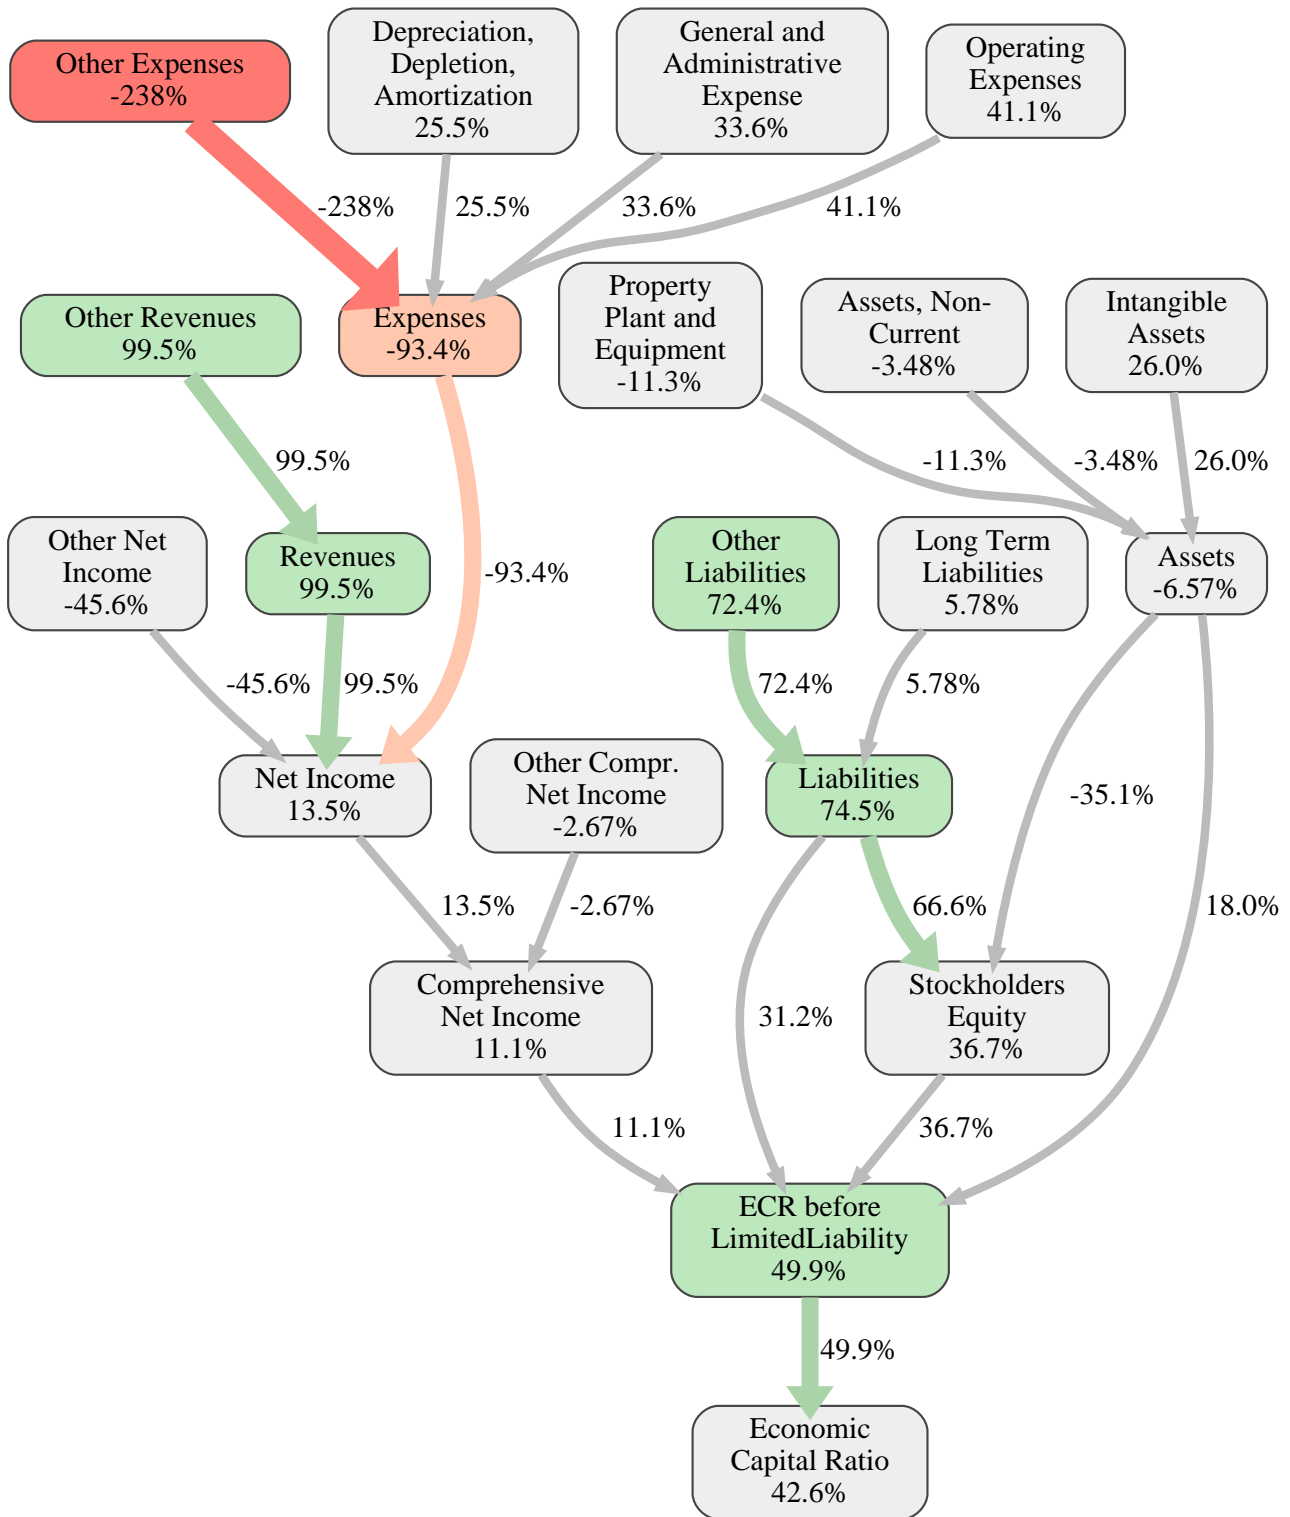 Other Expenses
-238%
Depreciation,
Depletion,
Amortization
25.5%
General and
Administrative
Expense
33.6%
Operating
Expenses
41.1%
-238%
25.5%
33.6%
41.1%
Other Revenues
99.5%
Expenses
-93.4%
Property
Plant and
Equipment
-11.3%
Assets, Non-
Current
-3.48%
Intangible
Assets
26.0%
99.5%
-11.3%
-3.48%
26.0%
Other Net
Income
-45.6%
Revenues
99.5%
-93.4%
Other
Liabilities
72.4%
Long Term
Liabilities
5.78%
Assets
-6.57%
-45.6%
99.5%
72.4%
5.78%
Net Income
13.5%
Other Compr.
Net Income
-2.67%
Liabilities
74.5%
-35.1%
13.5%
-2.67%
66.6%
18.0%
Comprehensive
Net Income
11.1%
31.2%
Stockholders
Equity
36.7%
11.1%
36.7%
ECR before
LimitedLiability
49.9%
49.9%
Economic
Capital Ratio
42.6%